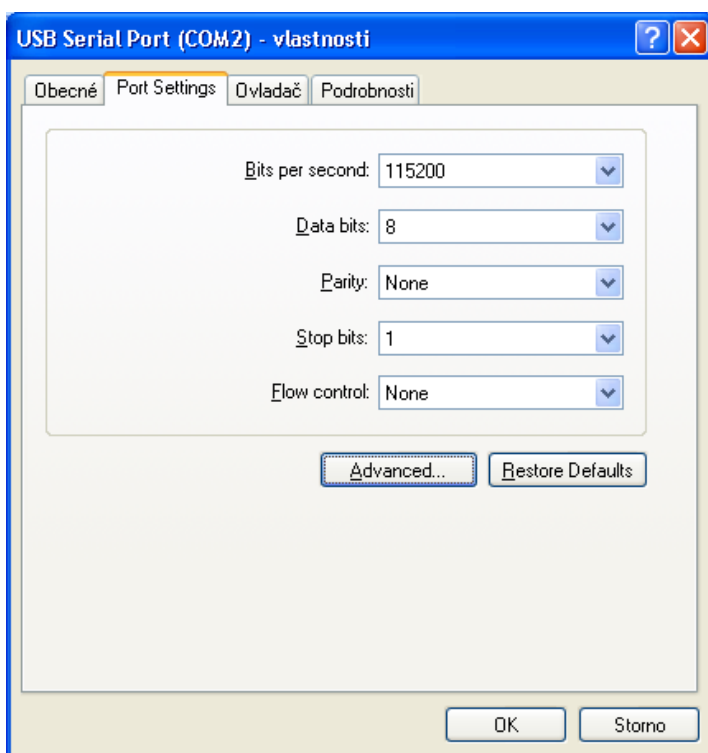 USB Serial Port (COM2) - vlastnosti
Obecné Port Settings Ovladač Podrobnosti
Bits per second: 115200
Data bits: 8
Parity: None
Stop bits: 1
Flow control: None
Advanced... Restore Defaults
OK Storno